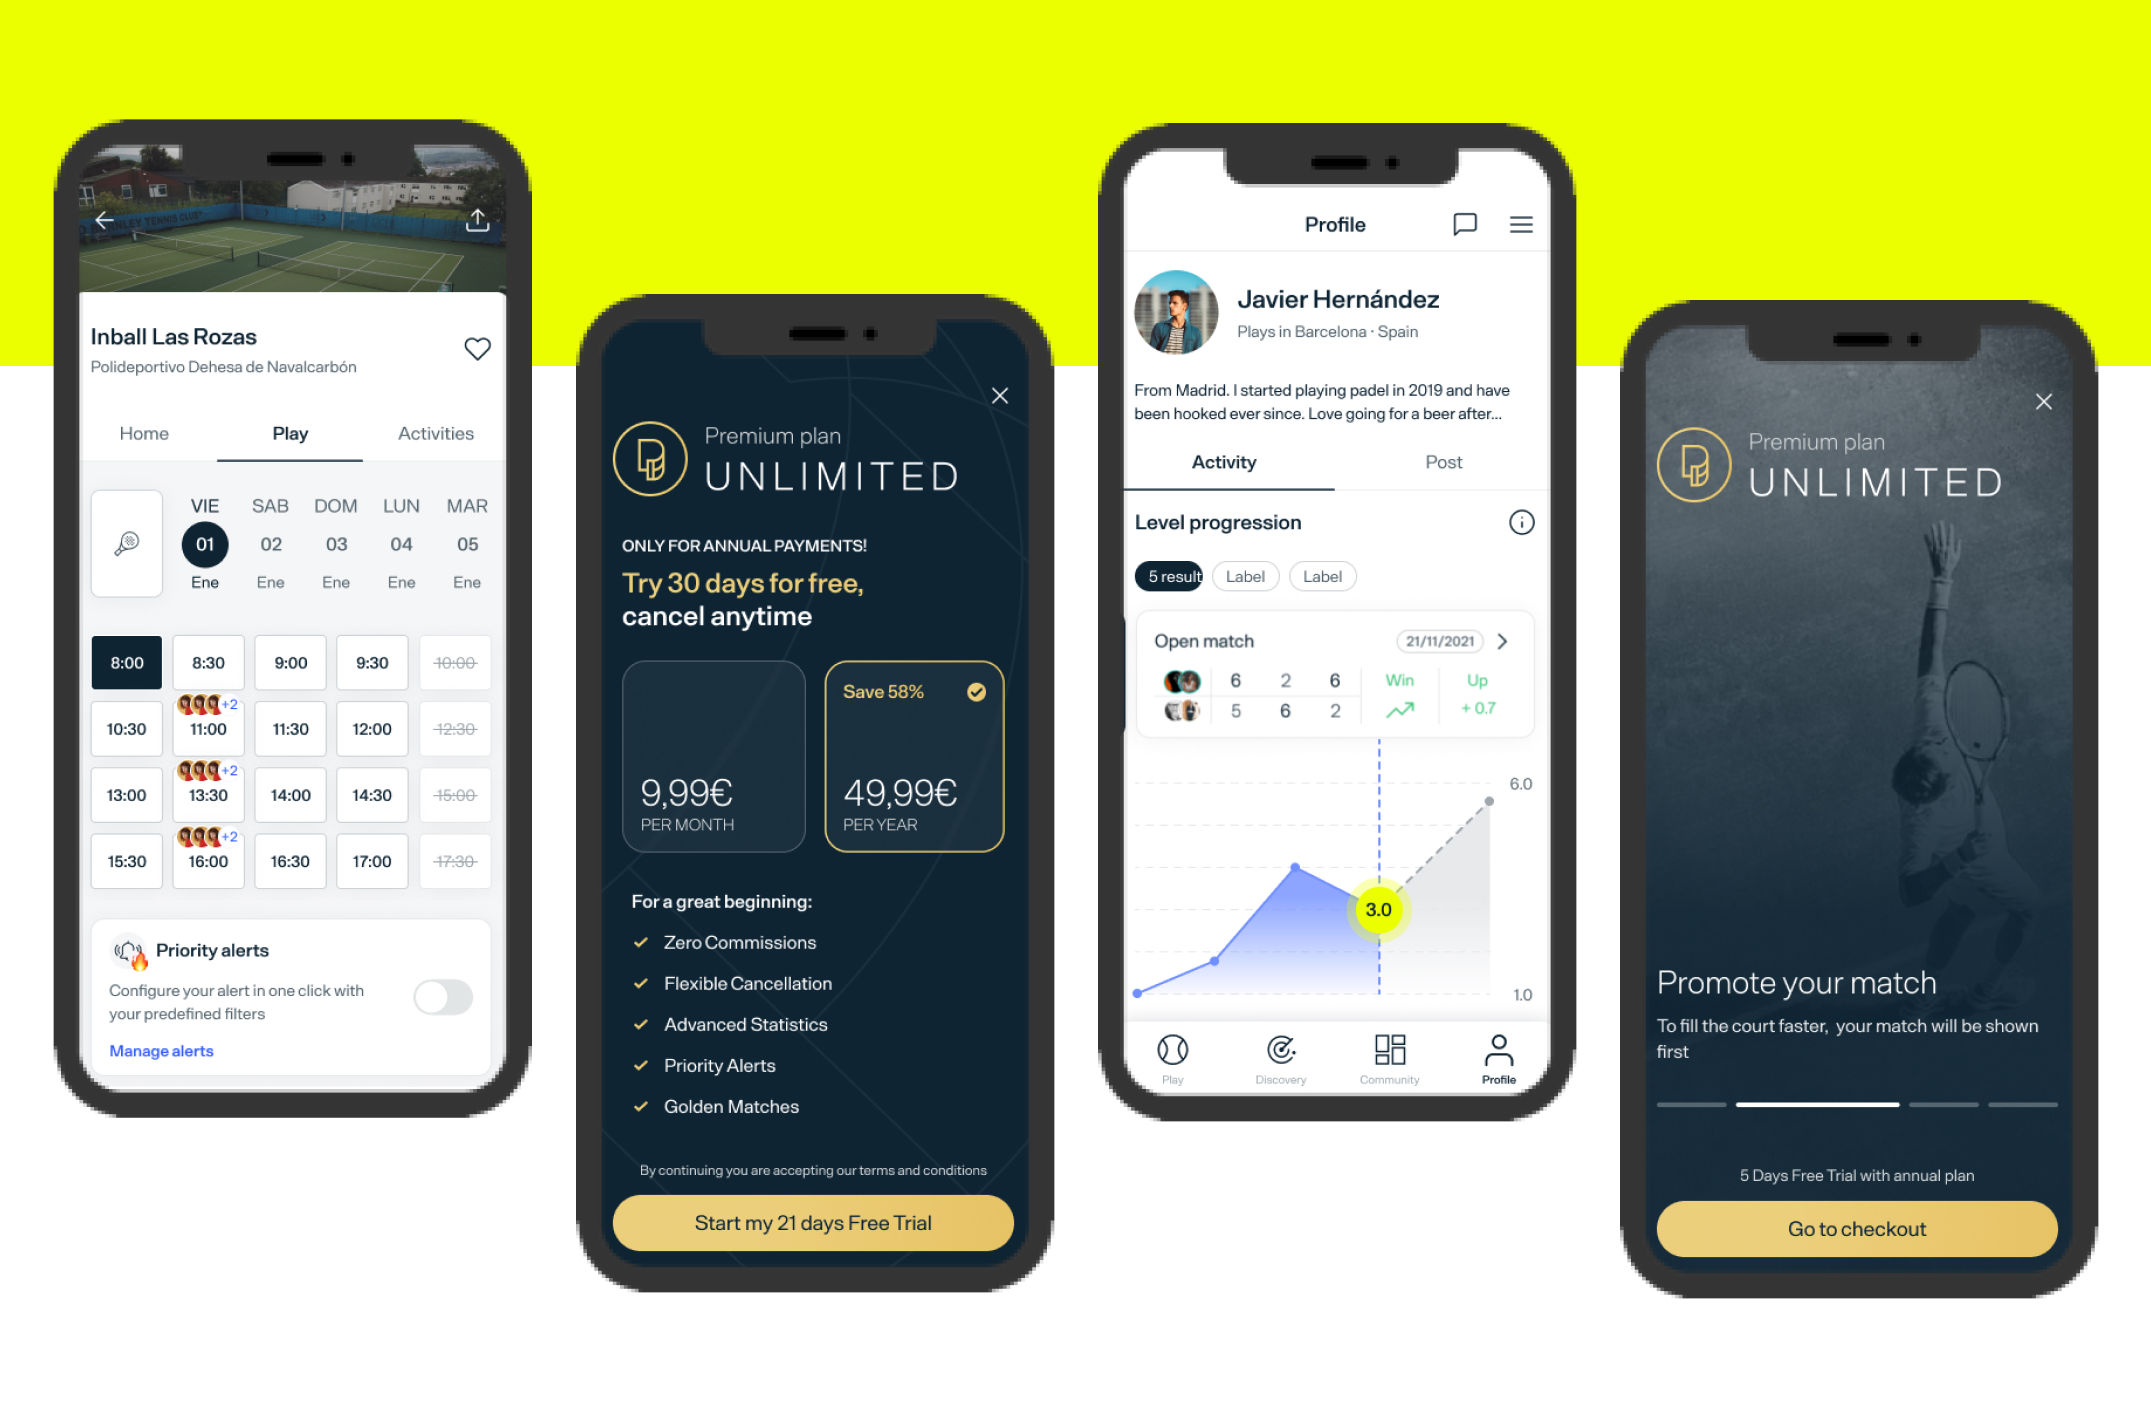 NLEY TENNIS CLUB
Inball Las Rozas
Polideportivo Dehesa de Navalcarbón
Home Play Activities
VIE SAB DOM LUN MAR
01 02 03 04 05
Ene Ene Ene Ene Ene
8:00 8:30 9:00 9:30 10:00
+2
10:30 11:00 11:30 12:00 12:30
+2
13:00 13:30 14:00 14:30 15:00
+2
15:30 16:00 16:30 17:00 17:30
Priority alerts
Configure your alert in one click with
your predefined filters
Manage alerts
Premium plan
UNLIMITED
ONLY FOR ANNUAL PAYMENTS!
Try 30 days for free,
cancel anytime
Save 58%
9,99€ 49,99€
PER MONTH PER YEAR
For a great beginning:
Zero Commissions
Flexible Cancellation
Advanced Statistics
Priority Alerts
Golden Matches
By continuing you are accepting our terms and conditions
Start my 21 days Free Trial
Profile
Javier Hernández
Plays in Barcelona · Spain
From Madrid. I started playing padel in 2019 and have
been hooked ever since. Love going for a beer after...
Activity Post
Level progression
5 result Label Label
Open match 21/11/2021
6 2 6 Win Up
5 6 2 + 0.7
6.0
3.0
1.0
Play Discovery Community Profile
Premium plan
UNLIMITED
Promote your match
To fill the court faster, your match will be shown
first
5 Days Free Trial with annual plan
Go to checkout